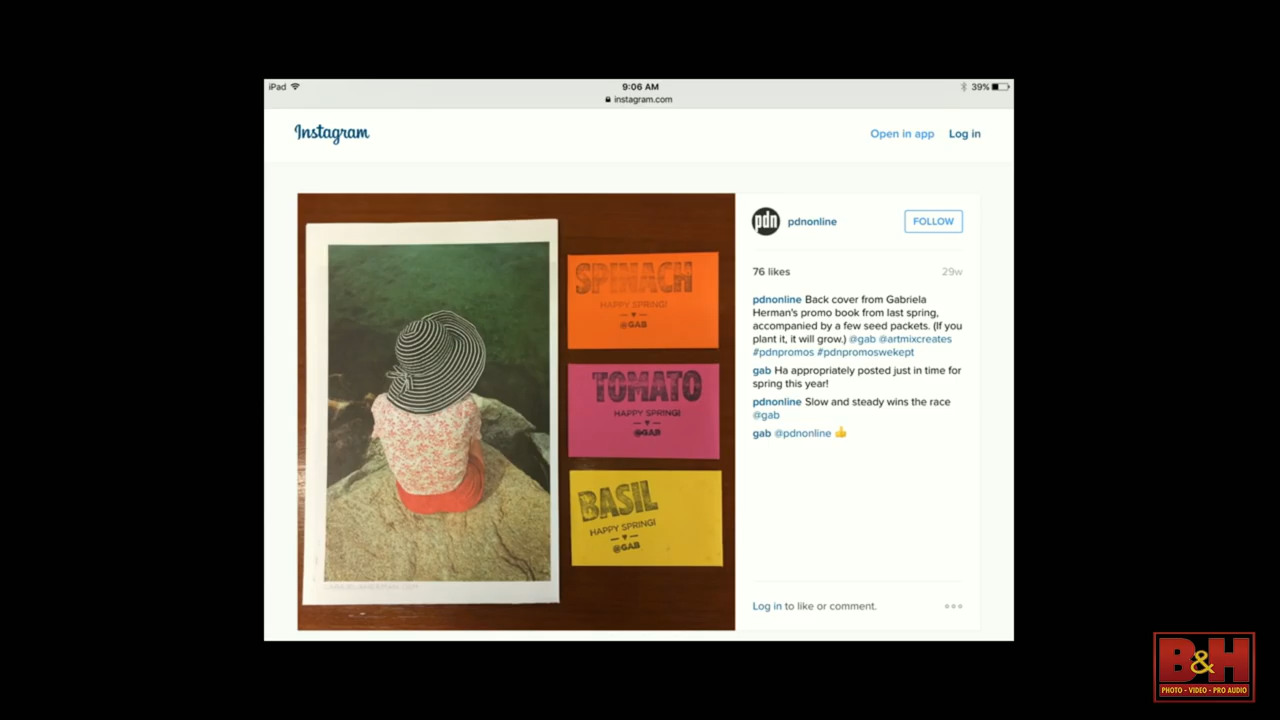 iPad
9:06 AM
39%
instagram.com
Instagram
Open in app
Log in
SPINACH
HAPPY SPRING!
@GAB
TOMATO
HAPPY SPRING!
@GAB
BASIL
HAPPY SPRING!
@GAB
pdn
pdnonline
FOLLOW
76 likes
29w
pdnonline Back cover from Gabriela
Herman's promo book from last spring,
accompanied by a few seed packets. (If you
plant it, it will grow.) @gab @artmixcreates
#pdnpromos #pdnpromoswekept
gab Ha appropriately posted just in time for
spring this year!
pdnonline Slow and steady wins the race
@gab
gab @pdnonline 👍
Log in to like or comment.
B&H
PHOTO - VIDEO - PRO AUDIO